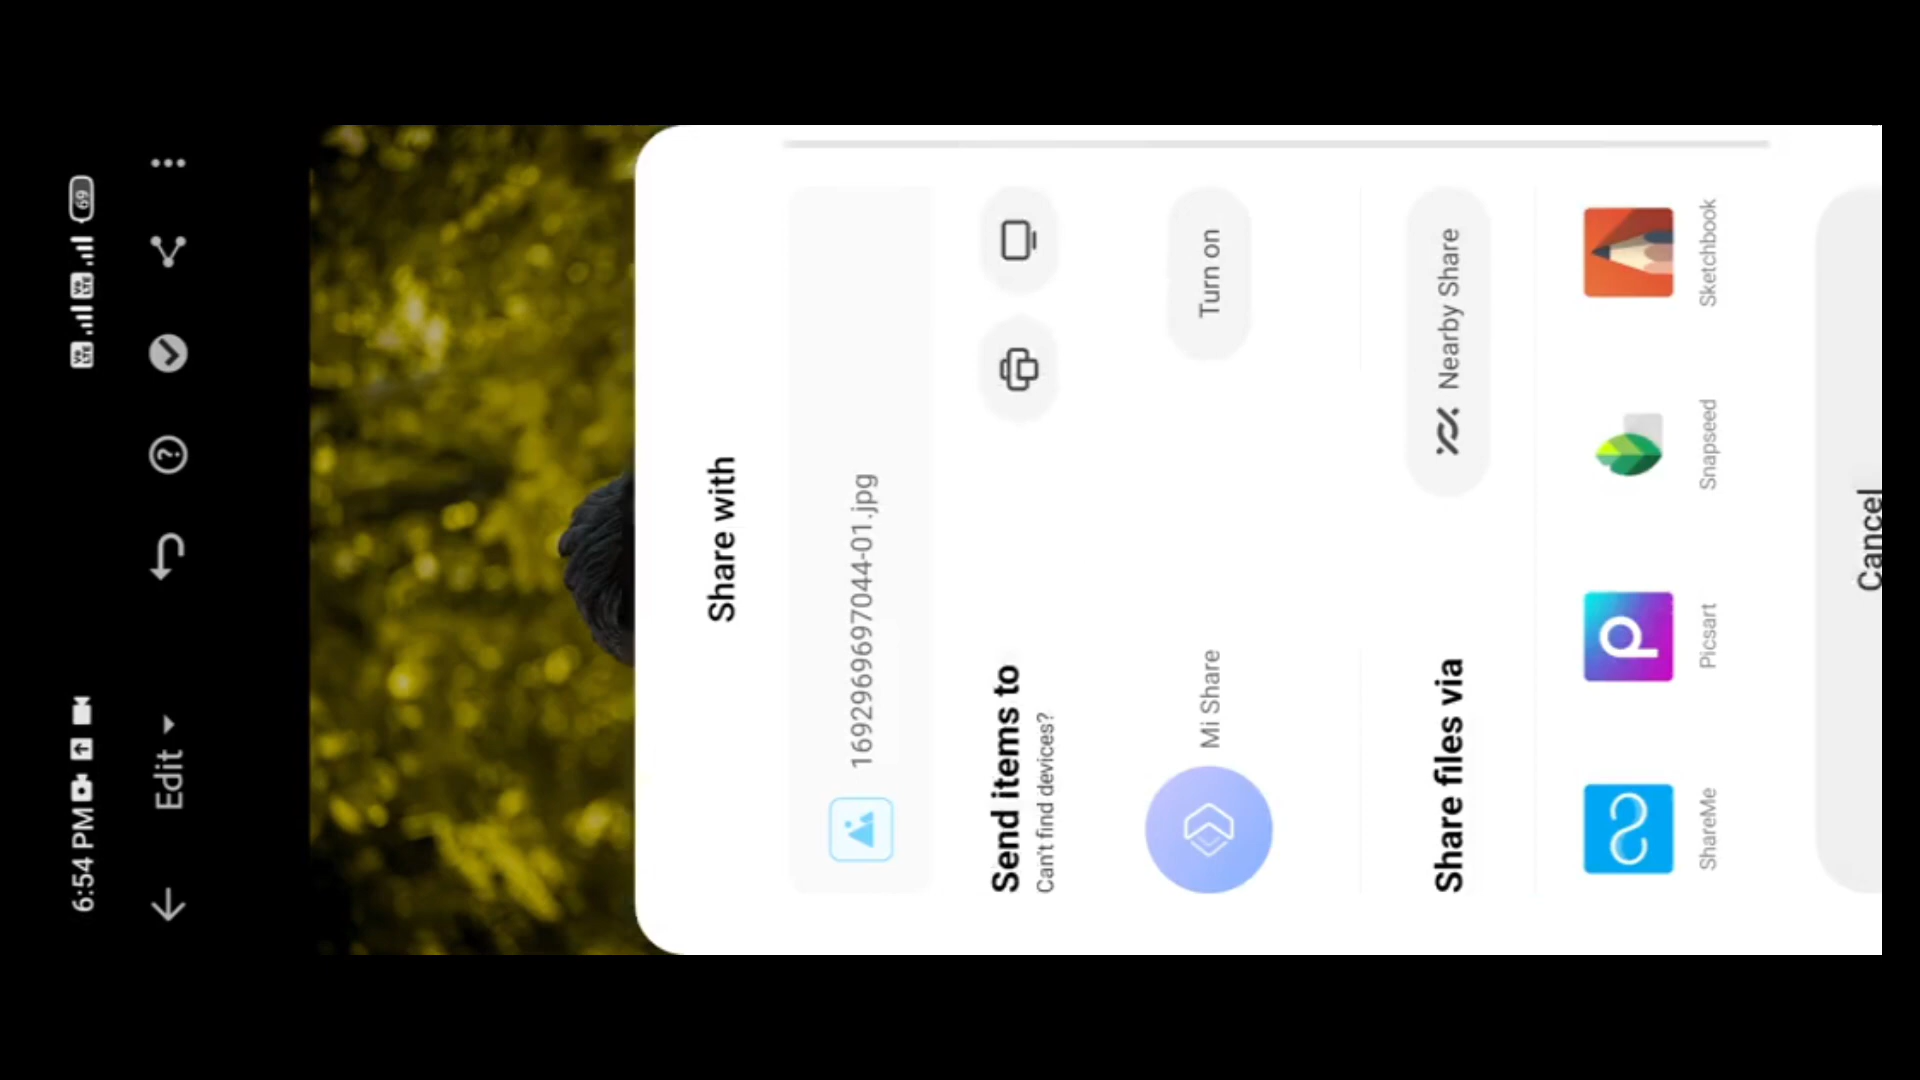 6:54 PM
69
Edit
Share with
1692969697044-01.jpg
Send items to
Can't find devices?
Mi Share
Turn on
Share files via
Nearby Share
ShareMe
Picsart
Snapseed
Sketchbook
Cancel